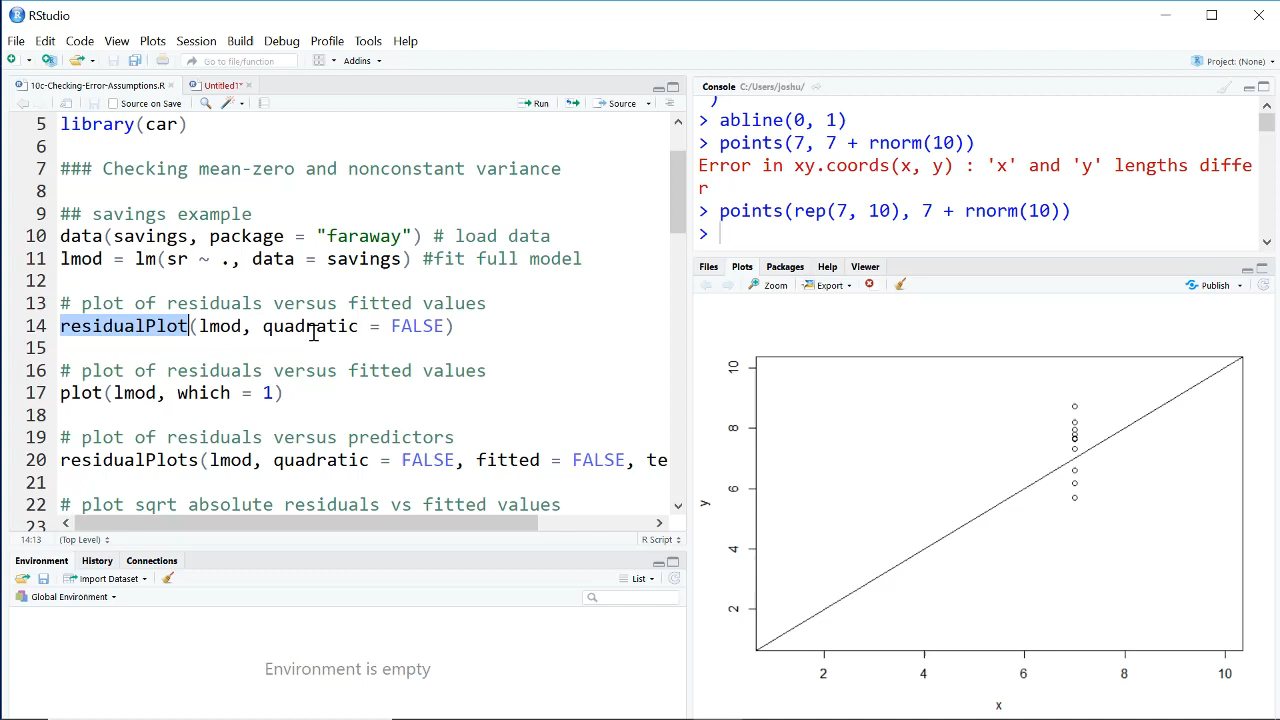 RStudio
File Edit Code View Plots Session Build Debug Profile Tools Help
Go to file/function Addins Project: (None)
10c-Checking-Error-Assumptions.R Untitled1*
Source on Save Run Source
5 library(car)
6
7 ### Checking mean-zero and nonconstant variance
8
9 ## savings example
10 data(savings, package = "faraway") # load data
11 lmod = lm(sr ~ ., data = savings) #fit full model
12
13 # plot of residuals versus fitted values
14 residualPlot(lmod, quadratic = FALSE)
15
16 # plot of residuals versus fitted values
17 plot(lmod, which = 1)
18
19 # plot of residuals versus predictors
20 residualPlots(lmod, quadratic = FALSE, fitted = FALSE, te
21
22 # plot sqrt absolute residuals vs fitted values
23
14:13 (Top Level) R Script
Environment History Connections
Import Dataset List
Global Environment
Environment is empty
Console C:/Users/joshu/
)
> abline(0, 1)
> points(7, 7 + rnorm(10))
Error in xy.coords(x, y) : 'x' and 'y' lengths diffe
r
> points(rep(7, 10), 7 + rnorm(10))
>
Files Plots Packages Help Viewer
Zoom Export Publish
10
8
6
4
2
y
2 4 6 8 10
x